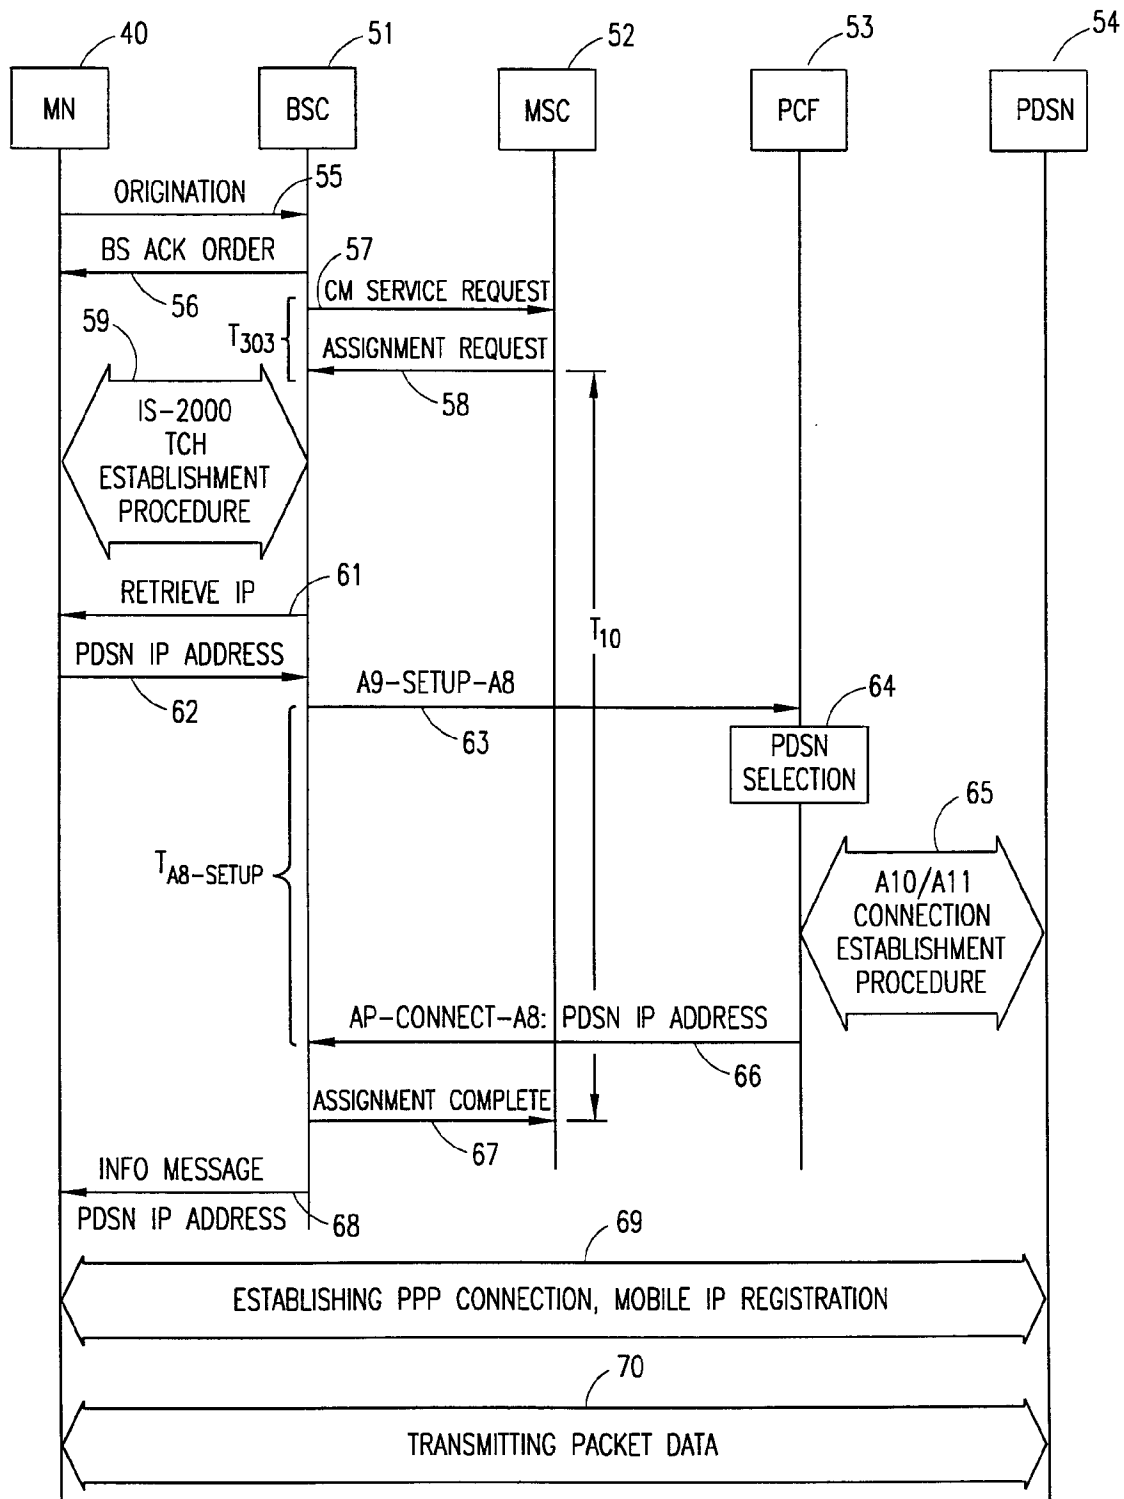 40
51
52
53
54
MN
BSC
MSC
PCF
PDSN
ORIGINATION
55
BS ACK ORDER
56
57
CM SERVICE REQUEST
T303
ASSIGNMENT REQUEST
58
59
IS-2000
TCH
ESTABLISHMENT
PROCEDURE
RETRIEVE IP
61
T10
PDSN IP ADDRESS
62
A9-SETUP-A8
63
64
PDSN
SELECTION
65
TA8-SETUP
A10/A11
CONNECTION
ESTABLISHMENT
PROCEDURE
AP-CONNECT-A8: PDSN IP ADDRESS
66
ASSIGNMENT COMPLETE
67
INFO MESSAGE
PDSN IP ADDRESS
68
69
ESTABLISHING PPP CONNECTION, MOBILE IP REGISTRATION
70
TRANSMITTING PACKET DATA